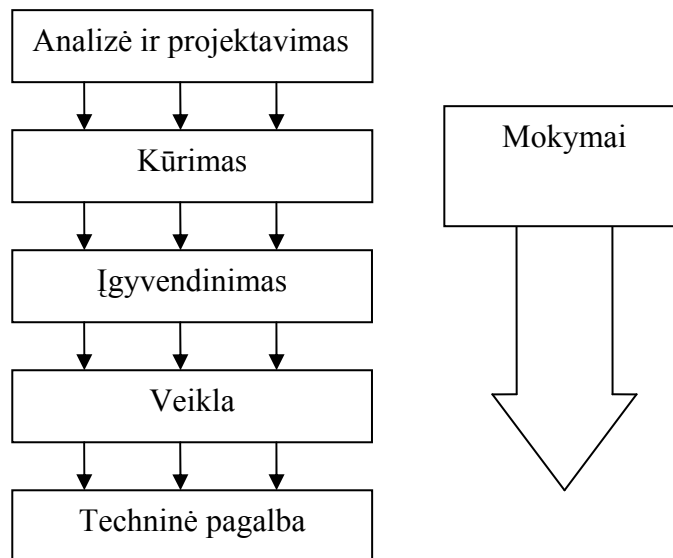 Analizė ir projektavimas
Kūrimas
Įgyvendinimas
Veikla
Techninė pagalba
Mokymai